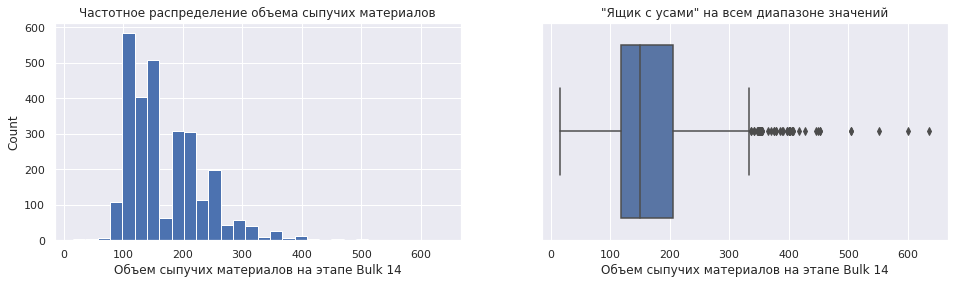 Частотное распределение объема сыпучих материалов
600
500
400
300
200
100
0
Count
0 100 200 300 400 500 600
Объем сыпучих материалов на этапе Bulk 14
"Ящик с усами" на всем диапазоне значений
0 100 200 300 400 500 600
Объем сыпучих материалов на этапе Bulk 14